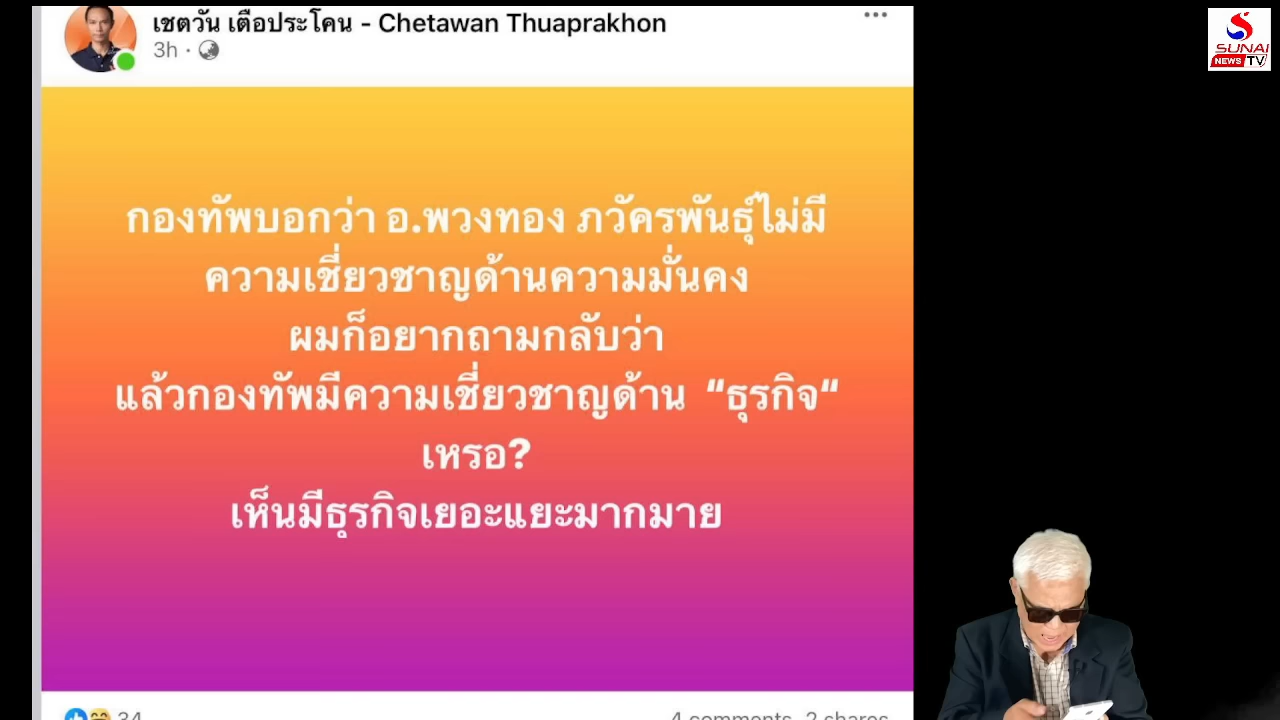 เชตวัน เตือประโคน - Chetawan Thuaprakhon
3h ·
SUNAI
NEWS TV
กองทัพบอกว่า อ.พวงทอง ภวัครพันธุ์ไม่มี
ความเชี่ยวชาญด้านความมั่นคง
ผมก็อยากถามกลับว่า
แล้วกองทัพมีความเชี่ยวชาญด้าน “ธุรกิจ“
เหรอ?
เห็นมีธุรกิจเยอะแยะมากมาย
34
4 comments 2 shares